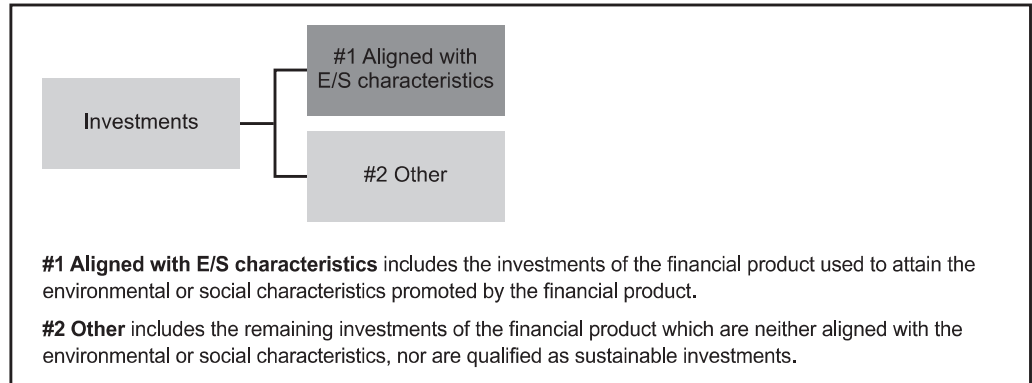 #1 Aligned with
E/S characteristics
Investments
#2 Other
#1 Aligned with E/S characteristics includes the investments of the financial product used to attain the
environmental or social characteristics promoted by the financial product.
#2 Other includes the remaining investments of the financial product which are neither aligned with the
environmental or social characteristics, nor are qualified as sustainable investments.